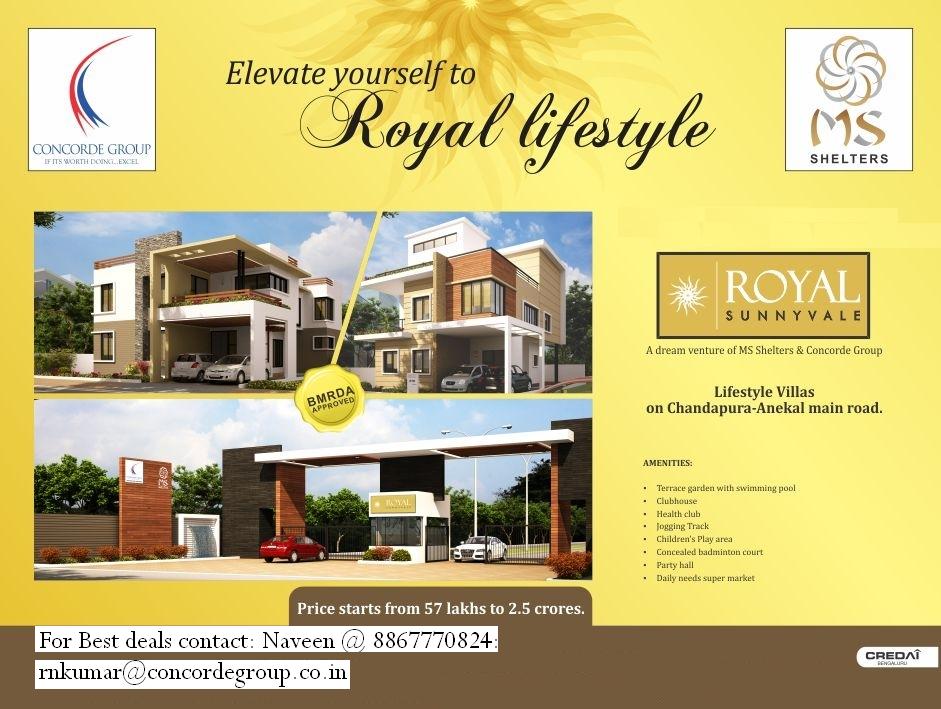 Elevate yourself to
Royal lifestyle
CONCORDE GROUP
IF ITS WORTH DOING...EXCEL
MS
SHELTERS
ROYAL
SUNNYVALE
A dream venture of MS Shelters & Concorde Group
Lifestyle Villas
on Chandapura-Anekal main road.
BMRDA
APPROVED
MS
ROYAL
SUNNYVALE
AMENITIES:
• Terrace garden with swimming pool
• Clubhouse
• Health club
• Jogging Track
• Children's Play area
• Concealed badminton court
• Party hall
• Daily needs super market
Price starts from 57 lakhs to 2.5 crores.
For Best deals contact: Naveen @ 8867770824:
rnkumar@concordegroup.co.in
CREDAI
BENGALURU